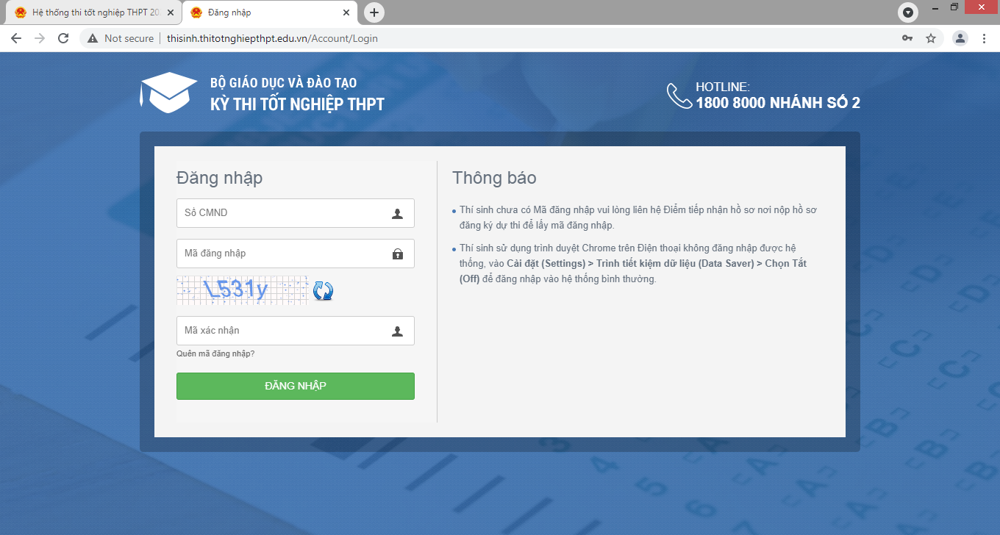 Hệ thống thi tốt nghiệp THPT 20
Đăng nhập
Not secure
thisinh.thitotnghiepthpt.edu.vn/Account/Login
BỘ GIÁO DỤC VÀ ĐÀO TẠO
KỲ THI TỐT NGHIỆP THPT
HOTLINE:
1800 8000 NHÁNH SỐ 2
Đăng nhập
Số CMND
Mã đăng nhập
L531y
Mã xác nhận
Quên mã đăng nhập?
ĐĂNG NHẬP
Thông báo
Thí sinh chưa có Mã đăng nhập vui lòng liên hệ Điểm tiếp nhận hồ sơ nơi nộp hồ sơ
đăng ký dự thi để lấy mã đăng nhập.
Thí sinh sử dụng trình duyệt Chrome trên Điện thoại không đăng nhập được hệ
thống, vào Cài đặt (Settings) > Trình tiết kiệm dữ liệu (Data Saver) > Chọn Tắt
(Off) để đăng nhập vào hệ thống bình thường.